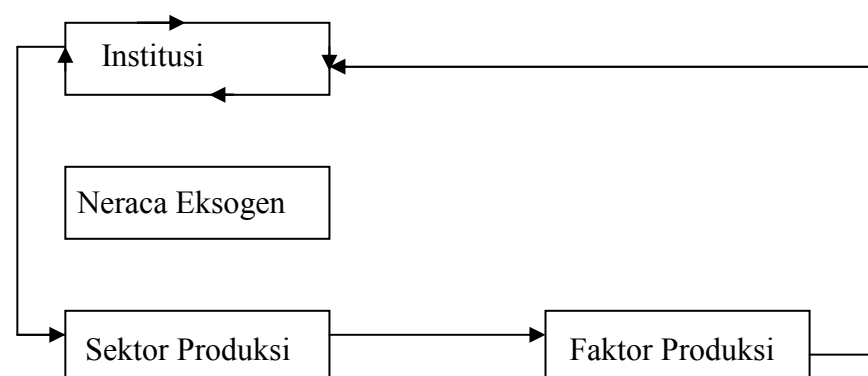 Institusi
Neraca Eksogen
Sektor Produksi
Faktor Produksi